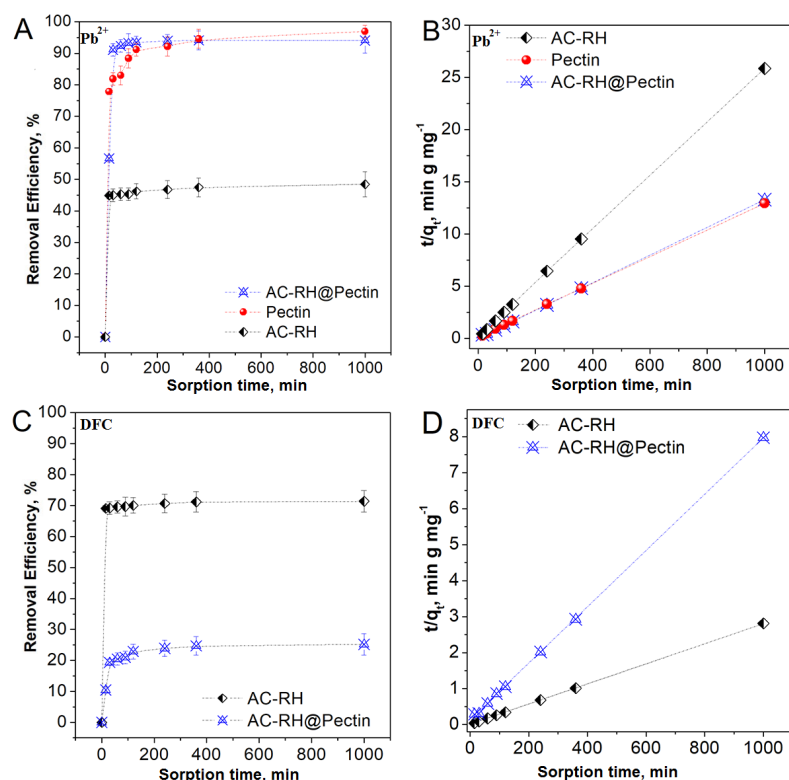 A
Pb²⁺
100
90
80
70
60
50
40
30
20
10
0
Removal Efficiency, %
AC-RH@Pectin
Pectin
AC-RH
0 200 400 600 800 1000
Sorption time, min
B
Pb²⁺
30
25
20
15
10
5
0
t/qₜ, min g mg⁻¹
AC-RH
Pectin
AC-RH@Pectin
0 200 400 600 800 1000
Sorption time, min
C
DFC
100
90
80
70
60
50
40
30
20
10
0
Removal Efficiency, %
AC-RH
AC-RH@Pectin
0 200 400 600 800 1000
Sorption time, min
D
DFC
8
7
6
5
4
3
2
1
0
t/qₜ, min g mg⁻¹
AC-RH
AC-RH@Pectin
0 200 400 600 800 1000
Sorption time, min